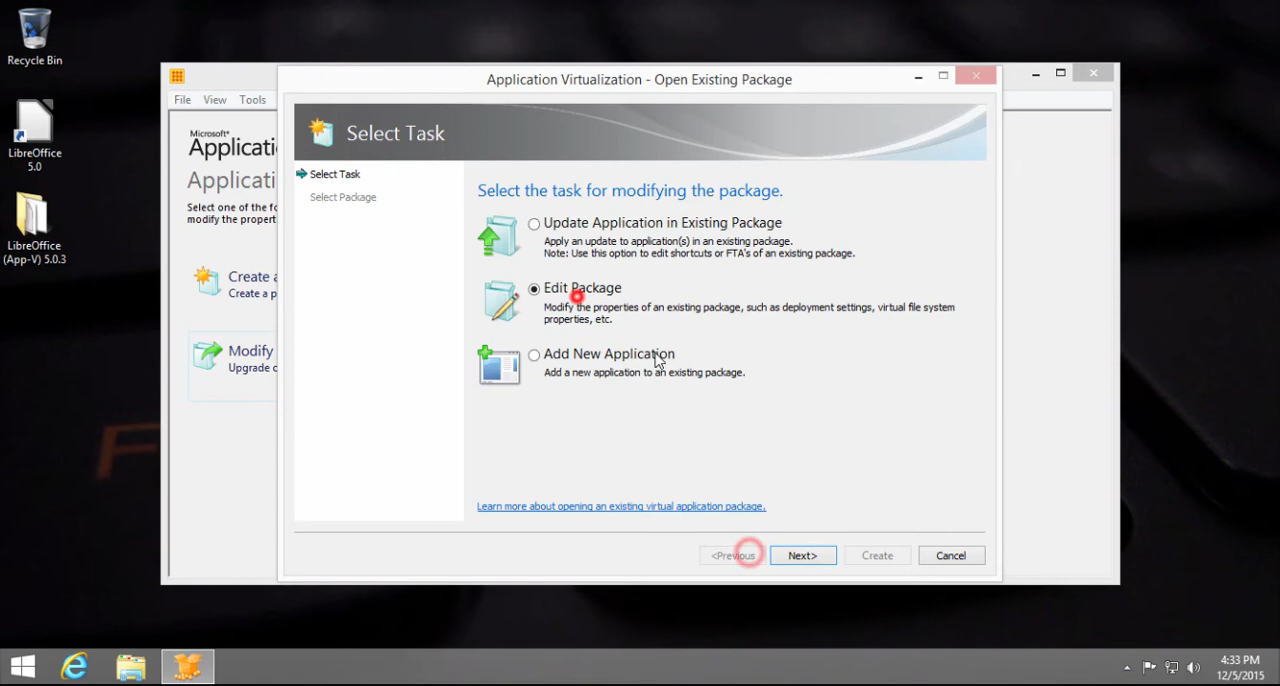 Recycle Bin
LibreOffice
5.0
LibreOffice
(App-V) 5.0.3
Application Virtualization - Open Existing Package
File View Tools
Microsoft®
Applicati
Applicati
Select one of the fo
modify the propert
Create a
Create a p
Modify
Upgrade c
Select Task
Select Task
Select Package
Select the task for modifying the package.
Update Application in Existing Package
Apply an update to application(s) in an existing package.
Note: Use this option to edit shortcuts or FTA's of an existing package.
Edit Package
Modify the properties of an existing package, such as deployment settings, virtual file system
properties, etc.
Add New Application
Add a new application to an existing package.
Learn more about opening an existing virtual application package.
<Previous Next> Create Cancel
4:33 PM
12/5/2015